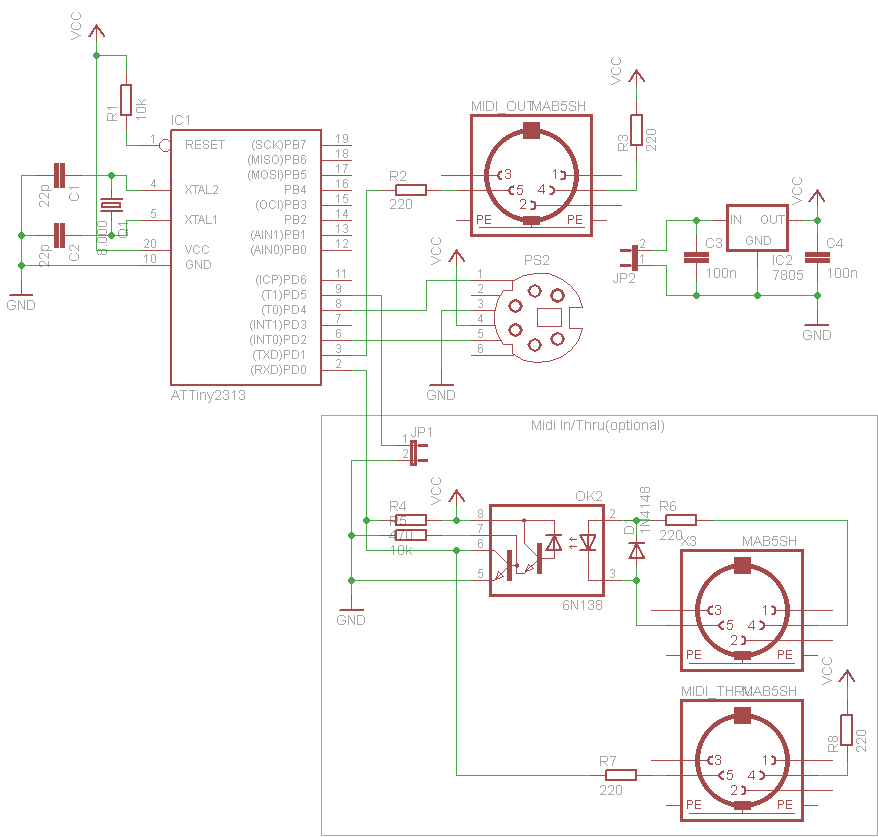 VCC
R1
10k
IC1
1
RESET
4
XTAL2
5
XTAL1
20
VCC
10
GND
(SCK)PB7
19
(MISO)PB6
18
(MOSI)PB5
17
PB4
16
(OCI)PB3
15
PB2
14
(AIN1)PB1
13
(AIN0)PB0
12
(ICP)PD6
11
(T1)PD5
9
(T0)PD4
8
(INT1)PD3
7
(INT0)PD2
6
(TXD)PD1
3
(RXD)PD0
2
ATTiny2313
22p
C1
22p
C2
8.000
Q1
GND
R2
220
MIDI_OUT
MAB5SH
3
1
5
4
2
PE
PE
VCC
R3
220
VCC
PS2
1
2
3
4
5
6
GND
JP2
2
1
C3
100n
IN
OUT
GND
IC2
7805
VCC
C4
100n
GND
Midi In/Thru(optional)
JP1
1
2
VCC
R4
R5
470
10k
GND
OK2
8
7
6
5
2
3
6N138
D1
1N4148
R6
220
X3
MAB5SH
3
1
5
4
2
PE
PE
MIDI_THRU
MAB5SH
3
1
5
4
2
PE
PE
VCC
R8
220
R7
220